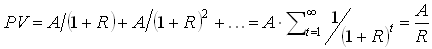 PV = A/(1 + R) + A/(1 + R)² + … = A · ∑ₜ₌₁^∞ 1/(1 + R)ᵗ = A/R